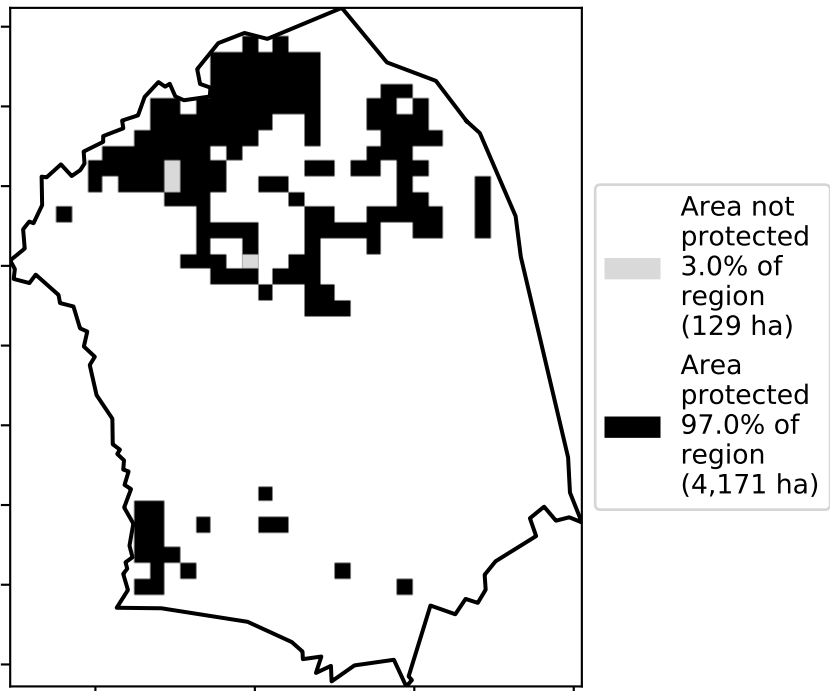 Area not
protected
3.0% of
region
(129 ha)
Area
protected
97.0% of
region
(4,171 ha)